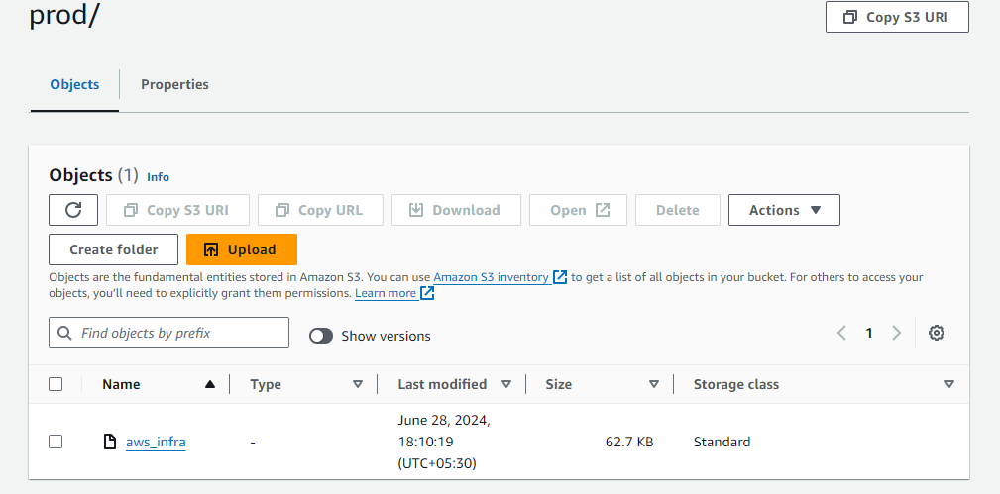 prod/
Copy S3 URI
Objects
Properties
Objects (1) Info
Copy S3 URI
Copy URL
Download
Open
Delete
Actions
Create folder
Upload
Objects are the fundamental entities stored in Amazon S3. You can use Amazon S3 inventory to get a list of all objects in your bucket. For others to access your
objects, you'll need to explicitly grant them permissions. Learn more
Find objects by prefix
Show versions
1
Name
Type
Last modified
Size
Storage class
aws_infra
-
June 28, 2024,
18:10:19
(UTC+05:30)
62.7 KB
Standard